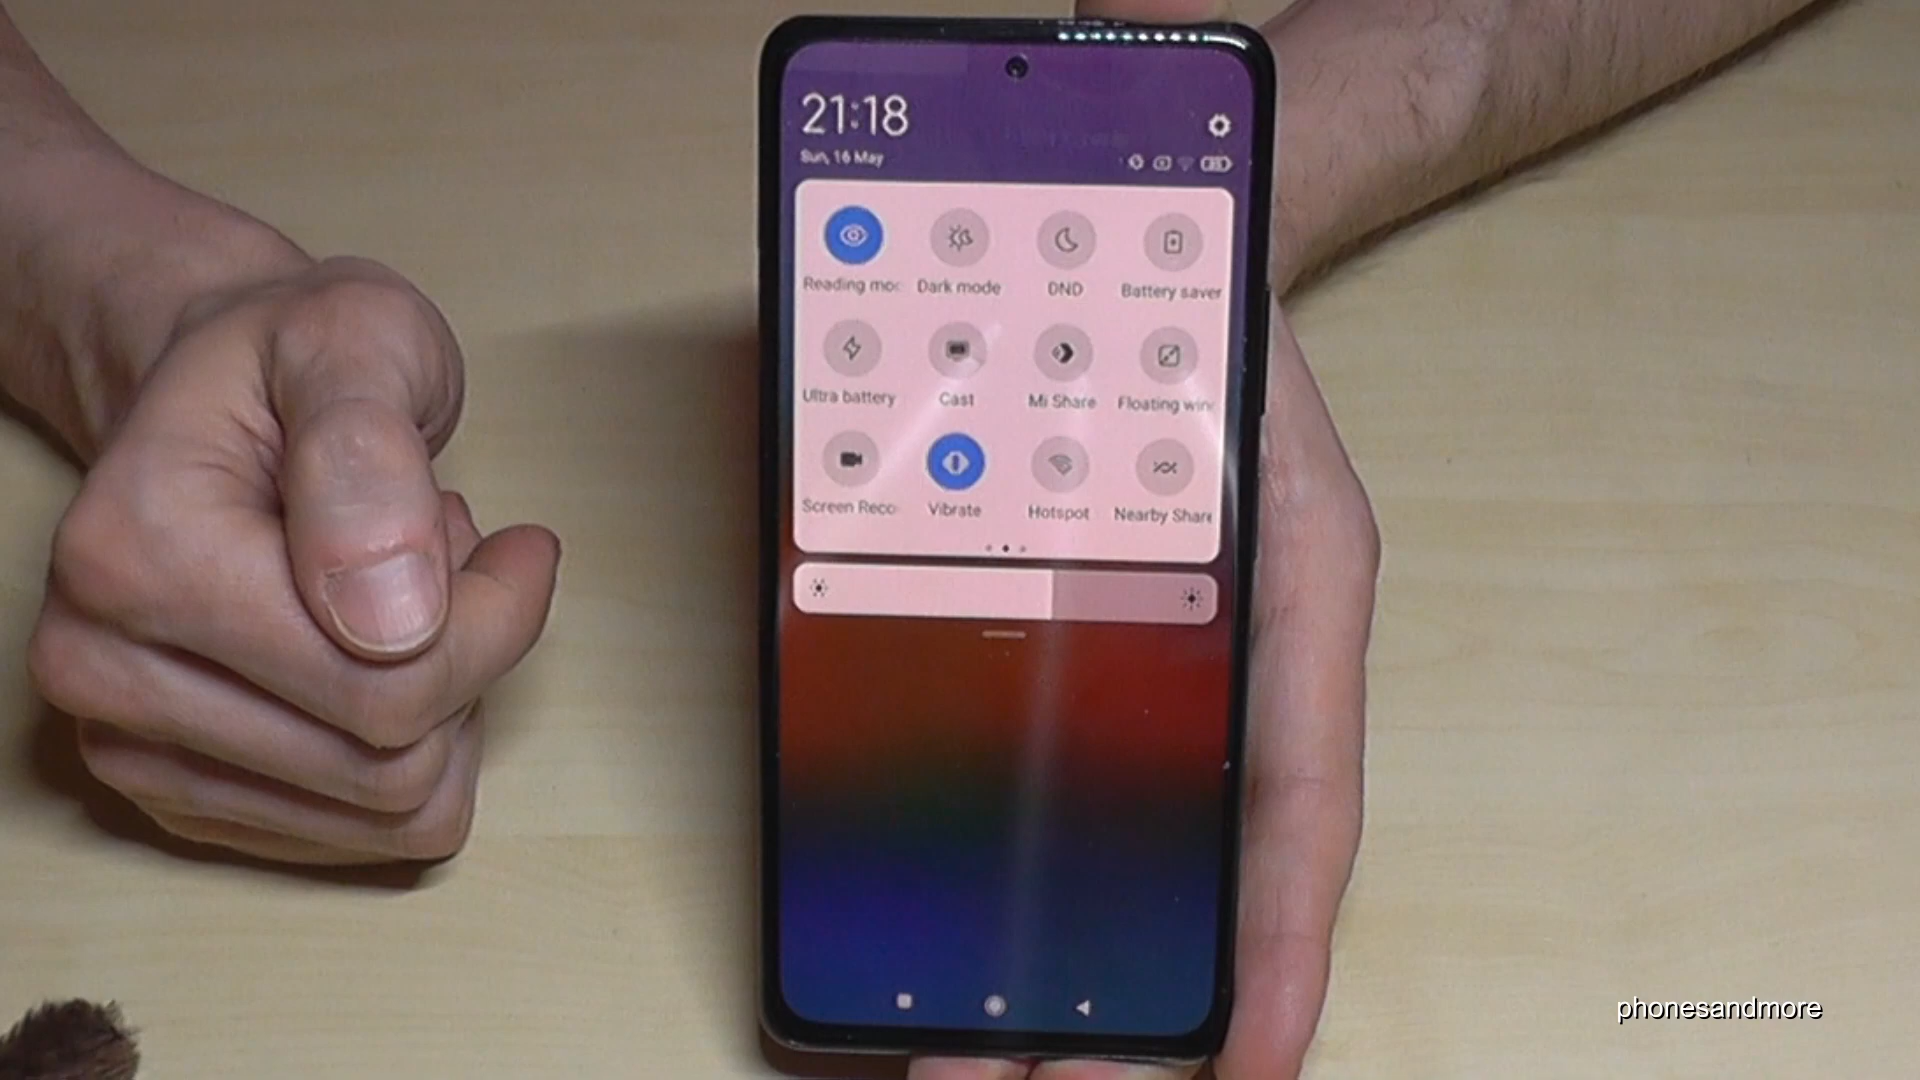 21:18
Sun, 16 May
Reading mo
Dark mode
DND
Battery saver
Ultra battery
Cast
Mi Share
Floating win
Screen Reco
Vibrate
Hotspot
Nearby Share
phonesandmore